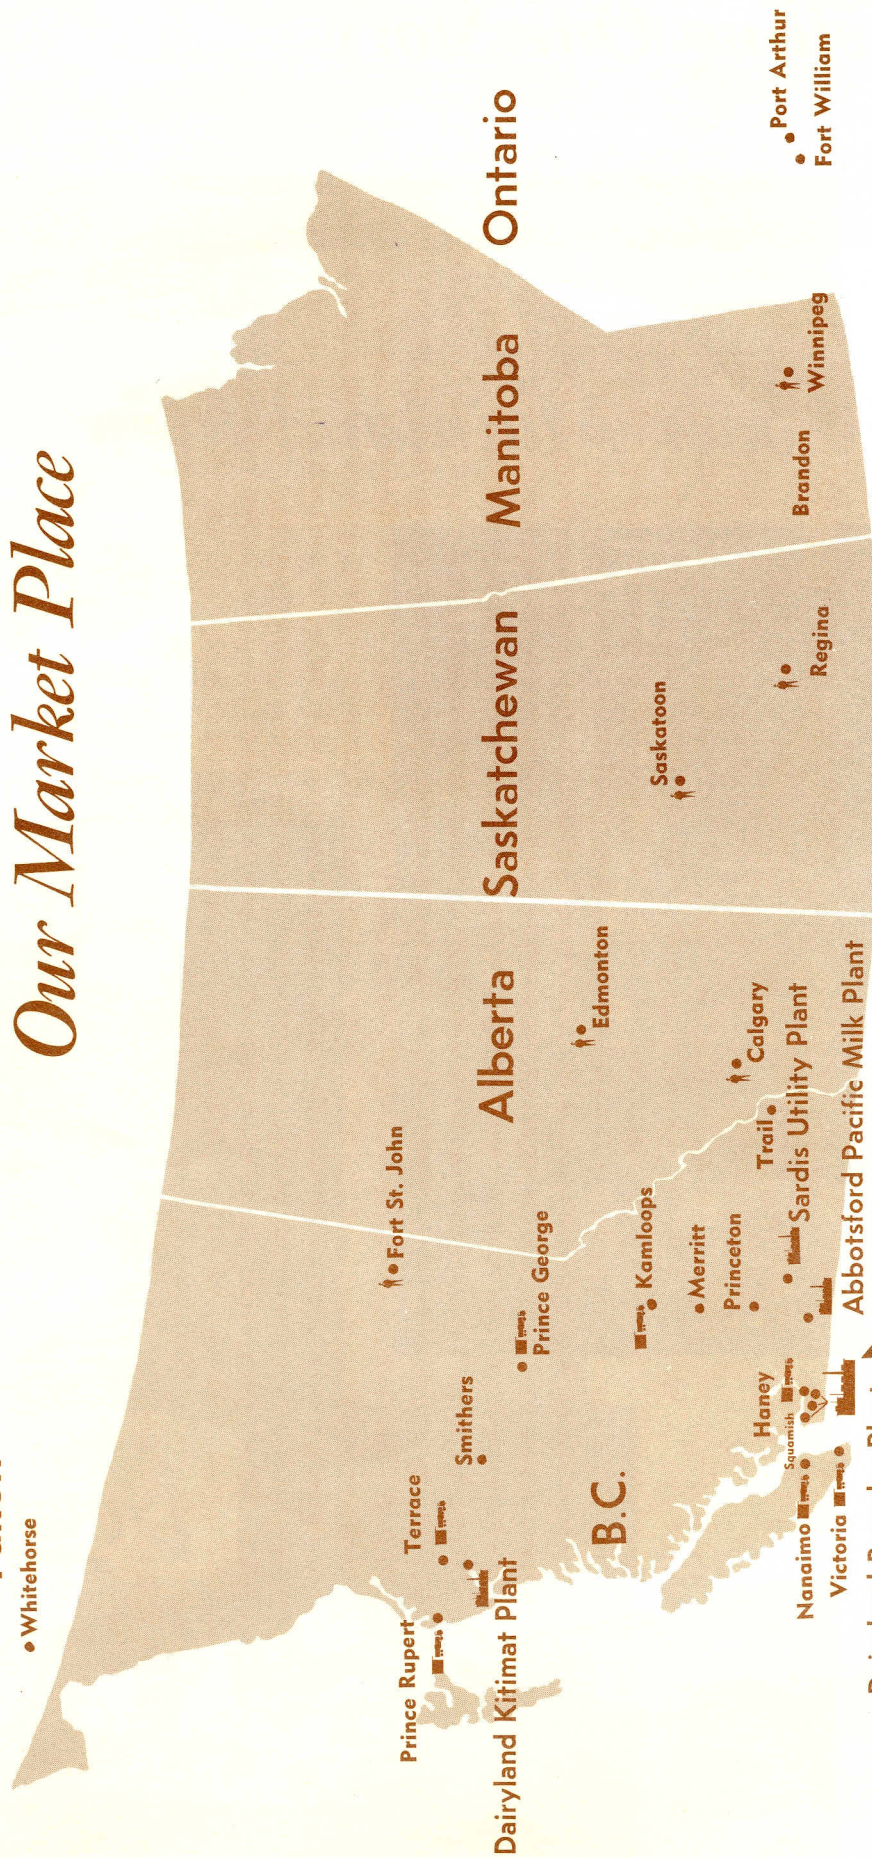 Our Market Place
Whitehorse
Ontario
Manitoba
Saskatchewan
Alberta
B.C.
Port Arthur
Fort William
Winnipeg
Brandon
Regina
Saskatoon
Edmonton
Calgary
Trail
Sardis Utility Plant
Abbotsford Pacific Milk Plant
Fort St. John
Prince George
Kamloops
Merritt
Princeton
Haney
Squamish
Smithers
Terrace
Prince Rupert
Dairyland Kitimat Plant
Nanaimo
Victoria